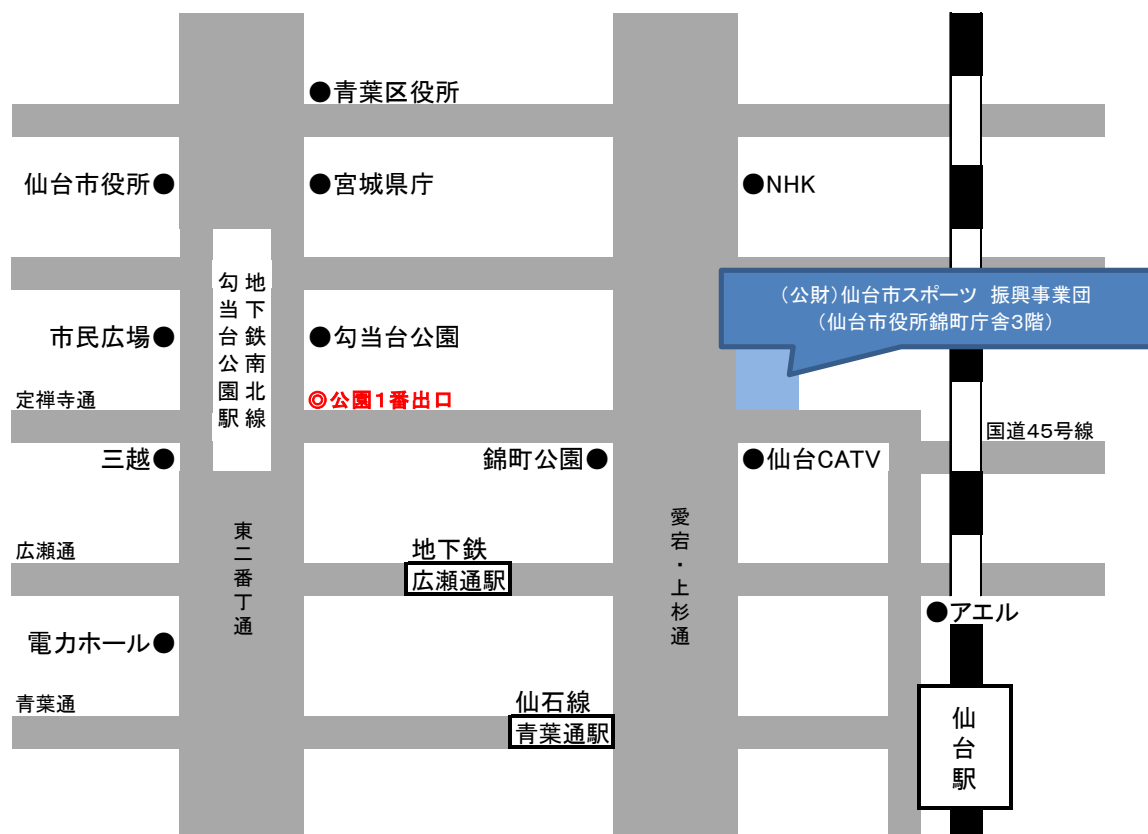 ●青葉区役所
仙台市役所●
●宮城県庁
●NHK
地下鉄南北線
勾当台公園駅
(公財)仙台市スポーツ 振興事業団
(仙台市役所錦町庁舎3階)
市民広場●
●勾当台公園
定禅寺通
◎公園1番出口
国道45号線
三越●
錦町公園●
●仙台CATV
東二番丁通
愛宕・上杉通
広瀬通
地下鉄
広瀬通駅
●アエル
電力ホール●
青葉通
仙石線
青葉通駅
仙台駅